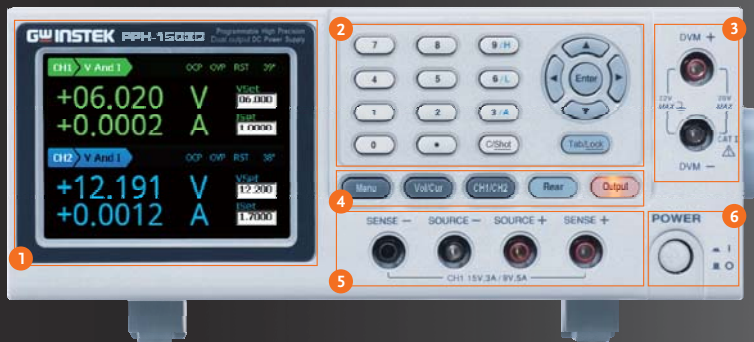 GWINSTEK PPH-1503D Programmable High Precision
Dual output DC Power Supply
CH1 V And I OCP OVP RST 39°
+06.020 V VSet 06.000
+0.0002 A ISet 1.0000
CH2 V And I OCP OVP RST 38°
+12.191 V VSet 12.200
+0.0012 A ISet 1.7000
1
2
7 8 9/H
4 5 6/L
1 2 3/A
0 • C/Shot
Enter
Tab/Lock
3
DVM +
CAT I
DVM −
4
Menu Vol/Cur CH1/CH2 Rear Output
5
SENSE − SOURCE − SOURCE + SENSE +
CH1 15V,3A / 9V,5A
6
POWER